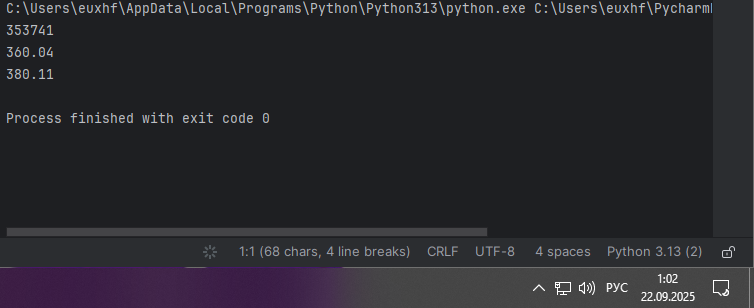 C:\Users\euxhf\AppData\Local\Programs\Python\Python313\python.exe C:\Users\euxhf\Pycharm
353741
360.04
380.11
Process finished with exit code 0
1:1 (68 chars, 4 line breaks) CRLF UTF-8 4 spaces Python 3.13 (2)
РУС 1:02
22.09.2025